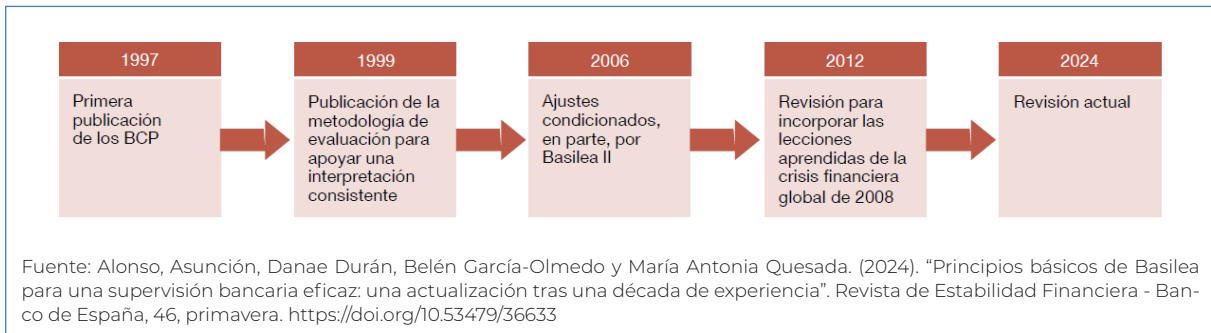 1997
Primera
publicación
de los BCP
1999
Publicación de la
metodología de
evaluación para
apoyar una
interpretación
consistente
2006
Ajustes
condicionados,
en parte, por
Basilea II
2012
Revisión para
incorporar las
lecciones
aprendidas de la
crisis financiera
global de 2008
2024
Revisión actual
Fuente: Alonso, Asunción, Danae Durán, Belén García-Olmedo y María Antonia Quesada. (2024). “Principios básicos de Basilea
para una supervisión bancaria eficaz: una actualización tras una década de experiencia”. Revista de Estabilidad Financiera - Ban-
co de España, 46, primavera. https://doi.org/10.53479/36633